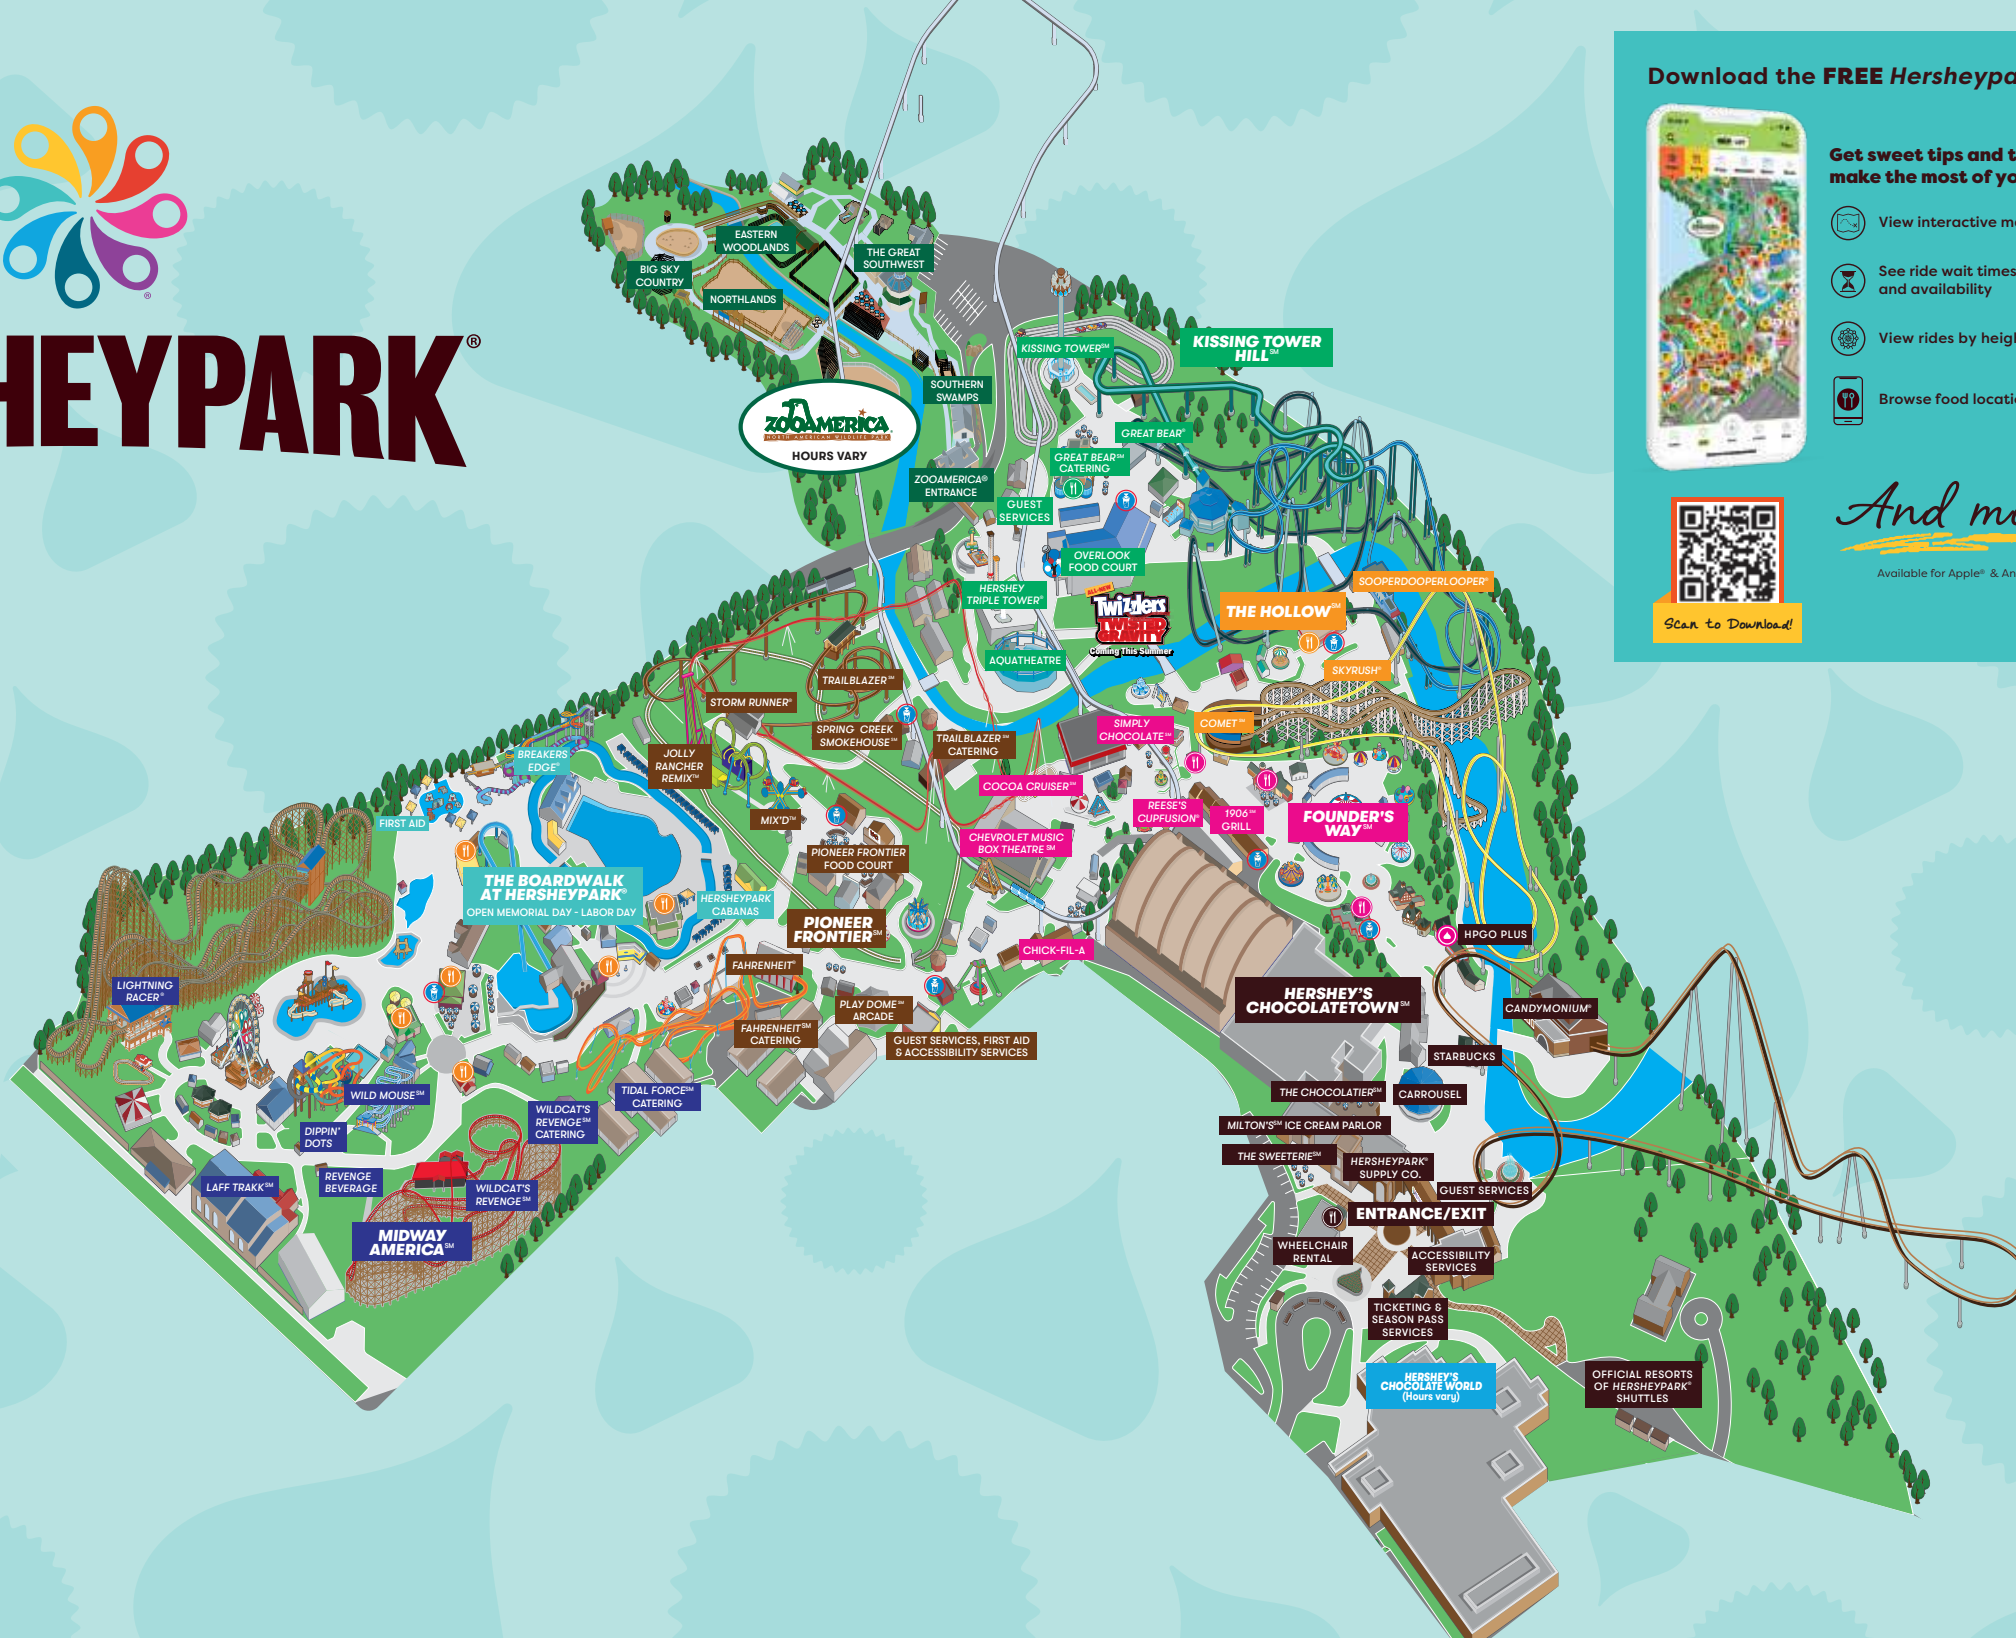 HEYPARK®
Download the FREE Hersheypa
Get sweet tips and t
make the most of yo
View interactive m
See ride wait times
and availability
View rides by heig
Browse food locati
And mo
Available for Apple® & An
Scan to Download!
EASTERN
WOODLANDS
THE GREAT
SOUTHWEST
BIG SKY
COUNTRY
NORTHLANDS
SOUTHERN
SWAMPS
ZOOAMERICA
NORTH AMERICAN WILDLIFE PARK
HOURS VARY
ZOOAMERICA®
ENTRANCE
KISSING TOWER℠
KISSING TOWER
HILL℠
GREAT BEAR®
GREAT BEAR℠
CATERING
GUEST
SERVICES
OVERLOOK
FOOD COURT
HERSHEY
TRIPLE TOWER®
ALL-NEW
Twizzlers
TWISTED
GRAVITY
Coming This Summer
AQUATHEATRE
SOOPERDOOPERLOOPER®
THE HOLLOW℠
SKYRUSH®
COMET™
TRAILBLAZER℠
STORM RUNNER®
SPRING CREEK
SMOKEHOUSE℠
TRAILBLAZER℠
CATERING
JOLLY
RANCHER
REMIX™
MIX'D™
PIONEER FRONTIER
FOOD COURT
PIONEER
FRONTIER℠
FAHRENHEIT®
PLAY DOME℠
ARCADE
FAHRENHEIT℠
CATERING
GUEST SERVICES, FIRST AID
& ACCESSIBILITY SERVICES
SIMPLY
CHOCOLATE℠
COCOA CRUISER℠
REESE'S
CUPFUSION®
1906℠
GRILL
FOUNDER'S
WAY℠
CHEVROLET MUSIC
BOX THEATRE℠
CHICK-FIL-A
BREAKERS
EDGE®
FIRST AID
THE BOARDWALK
AT HERSHEYPARK®
OPEN MEMORIAL DAY - LABOR DAY
HERSHEYPARK
CABANAS
LIGHTNING
RACER®
WILD MOUSE℠
DIPPIN'
DOTS
TIDAL FORCE℠
CATERING
WILDCAT'S
REVENGE℠
CATERING
LAFF TRAKK℠
REVENGE
BEVERAGE
WILDCAT'S
REVENGE℠
MIDWAY
AMERICA℠
HPGO PLUS
HERSHEY'S
CHOCOLATETOWN℠
CANDYMONIUM®
STARBUCKS
THE CHOCOLATIER℠
CARROUSEL
MILTON'S℠ ICE CREAM PARLOR
THE SWEETERIE℠
HERSHEYPARK®
SUPPLY CO.
GUEST SERVICES
ENTRANCE/EXIT
WHEELCHAIR
RENTAL
ACCESSIBILITY
SERVICES
TICKETING &
SEASON PASS
SERVICES
HERSHEY'S
CHOCOLATE WORLD
(Hours vary)
OFFICIAL RESORTS
OF HERSHEYPARK®
SHUTTLES